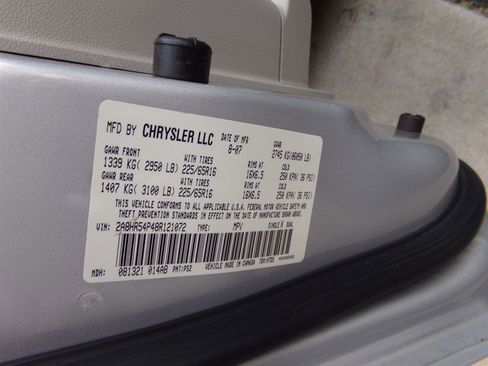 MFD BY CHRYSLER LLC DATE OF MFR 8-07 GVWR 2745 KG(06050 LB)
GAWR FRONT WITH TIRES RIMS AT COLD
1339 KG( 2950 LB) 225/65R16 16X6.5 250 KPA( 36 PSI)
GAWR REAR WITH TIRES RIMS AT COLD
1407 KG( 3100 LB) 225/65R16 16X6.5 250 KPA( 36 PSI)
THIS VEHICLE CONFORMS TO ALL APPLICABLE U.S.A. FEDERAL MOTOR VEHICLE SAFETY AND
THEFT PREVENTION STANDARDS IN EFFECT ON THE DATE OF MANUFACTURE SHOWN ABOVE.
VIN: 2A8HR54P48R121072 TYPE: MPV SINGLE X DUAL
MDH: 081321 014AB PNT:PS2 VEHICLE MADE IN CANADA